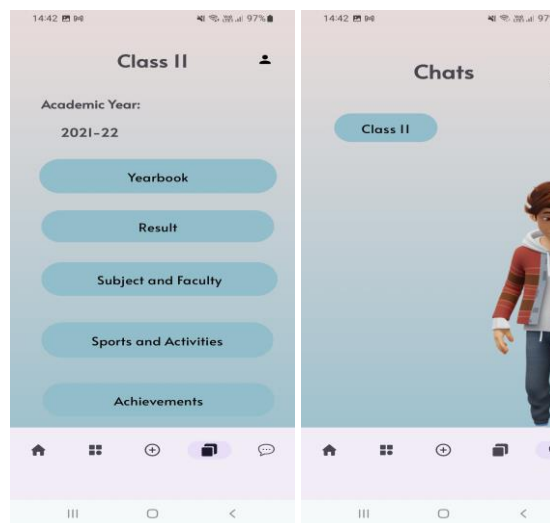 14:42 97%
Class II
Academic Year:
2021-22
Yearbook
Result
Subject and Faculty
Sports and Activities
Achievements
14:42 97
Chats
Class II